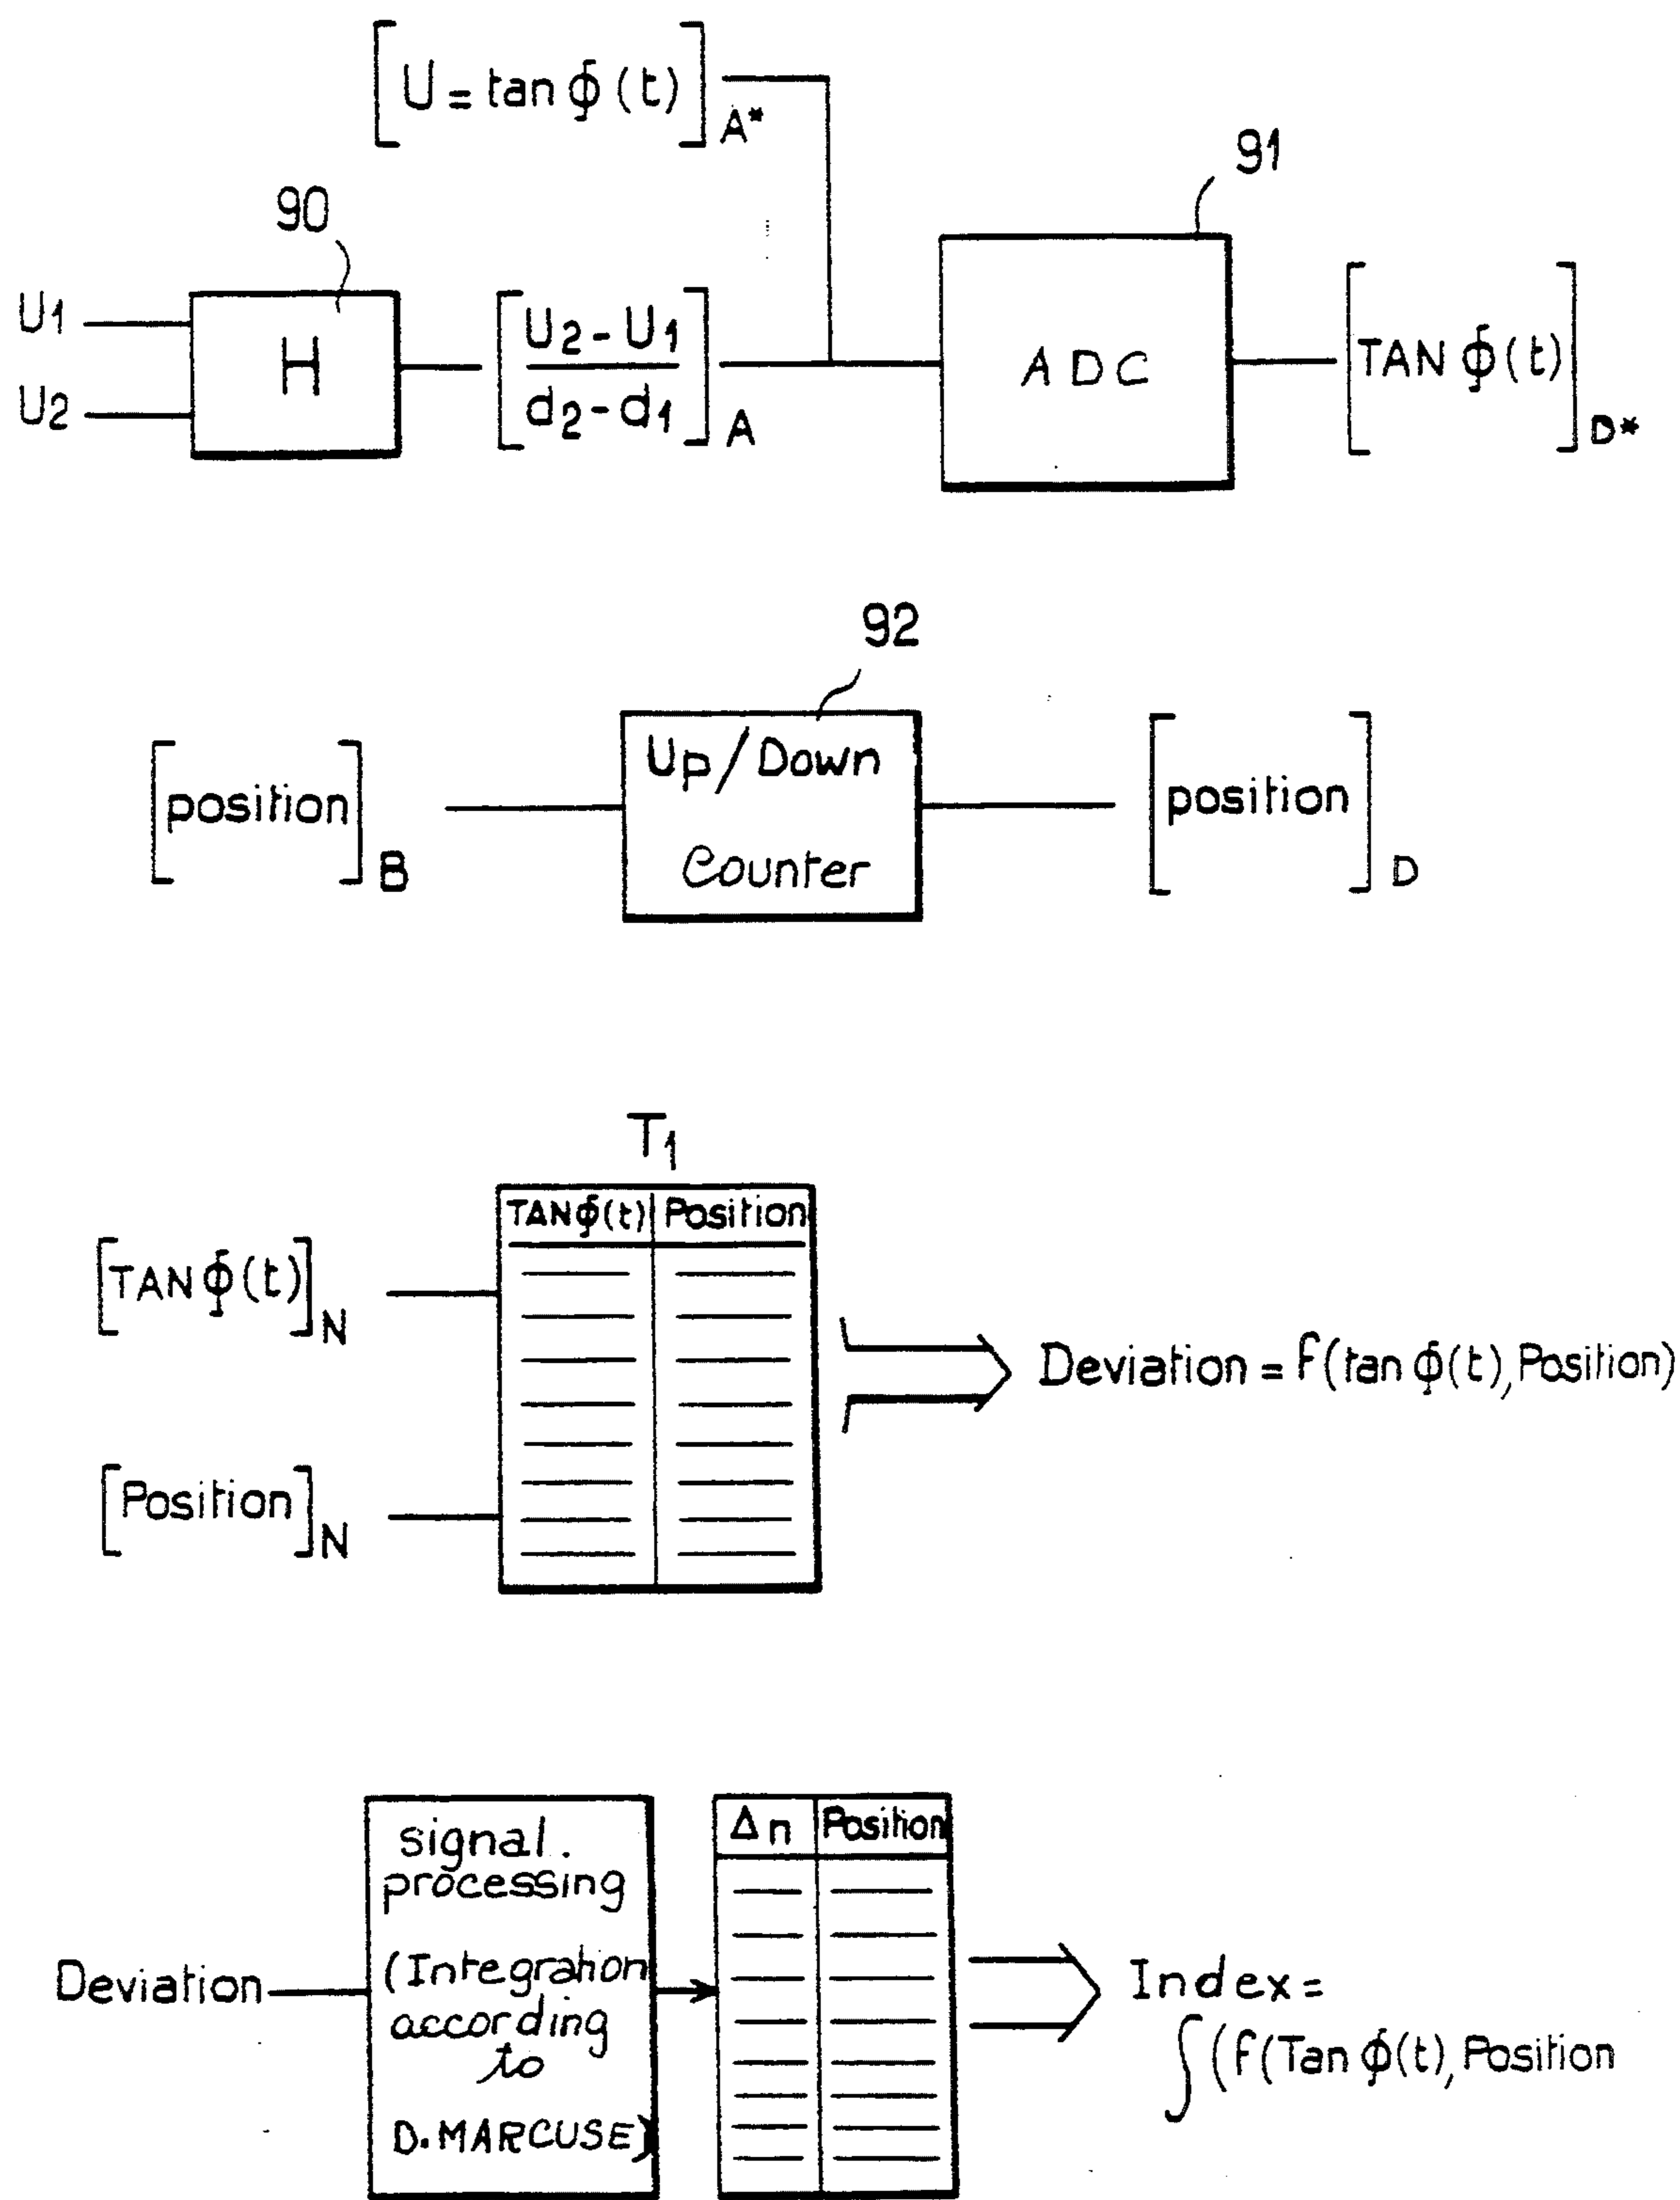 [U = tan ϕ (t)] A*
90
91
U1
U2
H
[U2 - U1 / d2 - d1] A
ADC
[TAN ϕ (t)] D*
92
[position] B
Up/Down
Counter
[position] D
T1
TAN ϕ(t) Position
[TAN ϕ (t)] N
Deviation = f(tan ϕ(t), Position)
[Position] N
signal.
processing
(Integration
according
to
D. MARCUSE)
Δn Position
Deviation
Index =
∫(f(Tan ϕ(t), Position